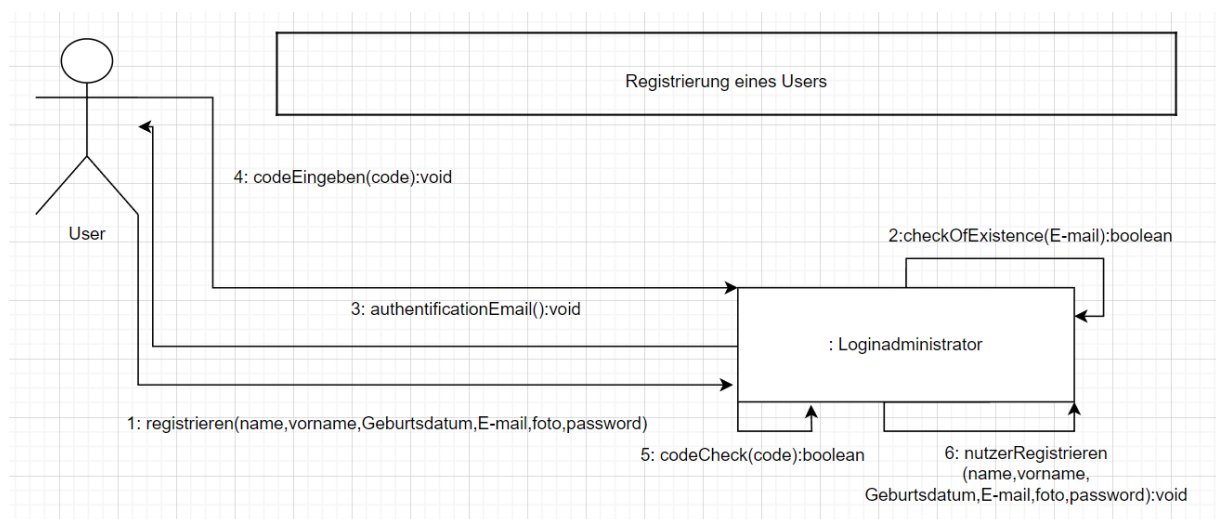 Registrierung eines Users
4: codeEingeben(code):void
User
2:checkOfExistence(E-mail):boolean
3: authentificationEmail():void
: Loginadministrator
1: registrieren(name,vorname,Geburtsdatum,E-mail,foto,password)
5: codeCheck(code):boolean
6: nutzerRegistrieren
(name,vorname,
Geburtsdatum,E-mail,foto,password):void